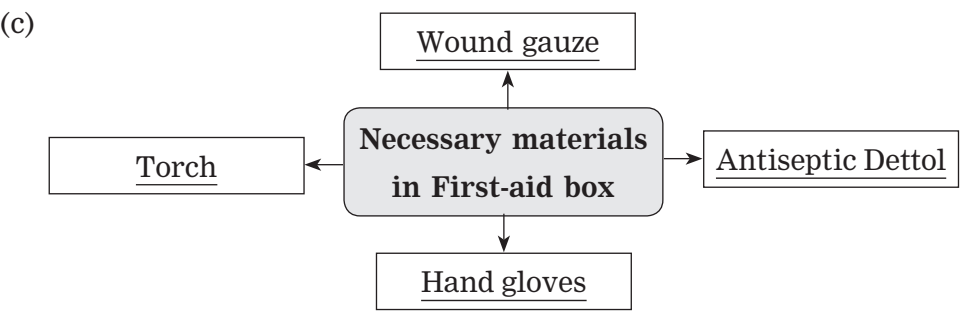 (c)
Wound gauze
Necessary materials
in First-aid box
Torch
Antiseptic Dettol
Hand gloves